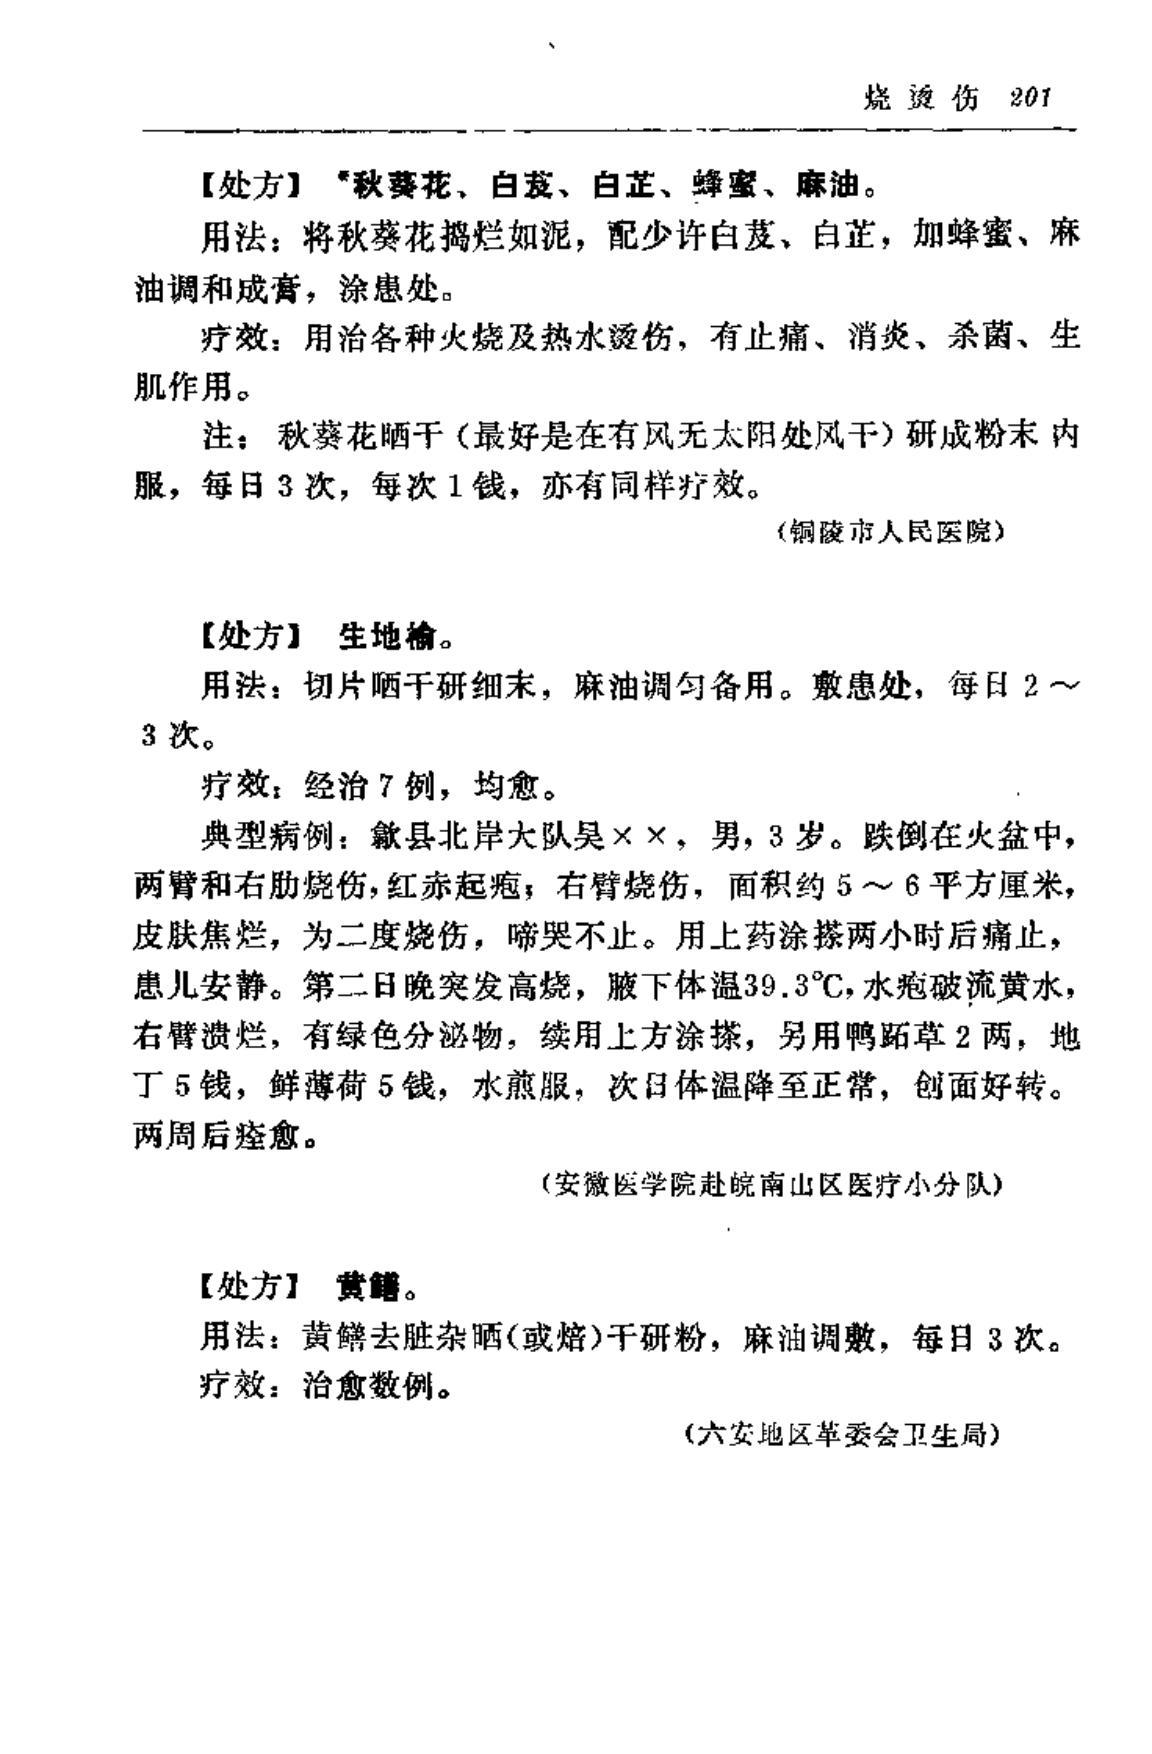 烧烫伤 201
【处方】 *秋葵花、白芨、白芷、蜂蜜、麻油。
用法：将秋葵花捣烂如泥，配少许白芨、白芷，加蜂蜜、麻
油调和成膏，涂患处。
疗效：用治各种火烧及热水烫伤，有止痛、消炎、杀菌、生
肌作用。
注： 秋葵花晒干（最好是在有风无太阳处风干）研成粉末 内
服，每日 3 次，每次 1 钱，亦有同样疗效。
（铜陵市人民医院）
【处方】 生地榆。
用法：切片晒干研细末，麻油调匀备用。敷患处，每日 2 ～
3 次。
疗效：经治 7 例，均愈。
典型病例：歙县北岸大队吴××，男，3 岁。跌倒在火盆中，
两臂和右肋烧伤，红赤起疱；右臂烧伤，面积约 5 ～ 6 平方厘米，
皮肤焦烂，为二度烧伤，啼哭不止。用上药涂搽两小时后痛止，
患儿安静。第二日晚突发高烧，腋下体温39.3℃，水疱破流黄水，
右臂溃烂，有绿色分泌物，续用上方涂搽，另用鸭跖草 2 两，地
丁 5 钱，鲜薄荷 5 钱，水煎服，次日体温降至正常，创面好转。
两周后痊愈。
（安徽医学院赴皖南山区医疗小分队）
【处方】 黄鳝。
用法：黄鳝去脏杂晒（或焙）干研粉，麻油调敷，每日 3 次。
疗效：治愈数例。
（六安地区革委会卫生局）